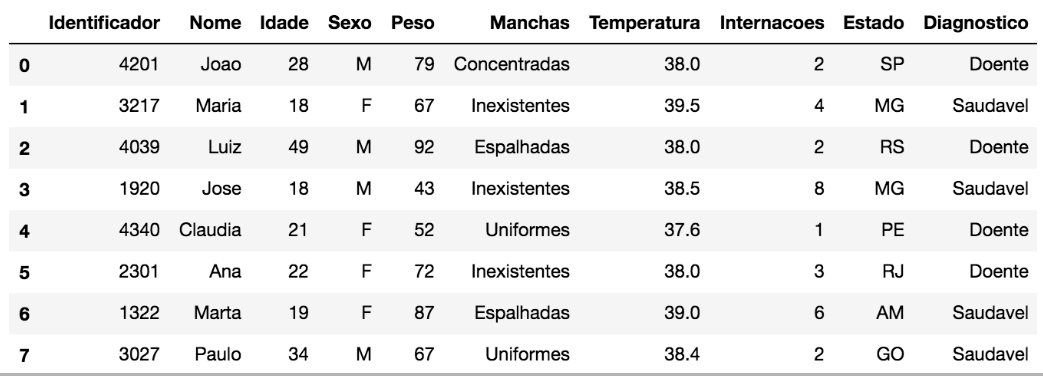 Identificador Nome Idade Sexo Peso Manchas Temperatura Internacoes Estado Diagnostico
0 4201 Joao 28 M 79 Concentradas 38.0 2 SP Doente
1 3217 Maria 18 F 67 Inexistentes 39.5 4 MG Saudavel
2 4039 Luiz 49 M 92 Espalhadas 38.0 2 RS Doente
3 1920 Jose 18 M 43 Inexistentes 38.5 8 MG Saudavel
4 4340 Claudia 21 F 52 Uniformes 37.6 1 PE Doente
5 2301 Ana 22 F 72 Inexistentes 38.0 3 RJ Doente
6 1322 Marta 19 F 87 Espalhadas 39.0 6 AM Saudavel
7 3027 Paulo 34 M 67 Uniformes 38.4 2 GO Saudavel